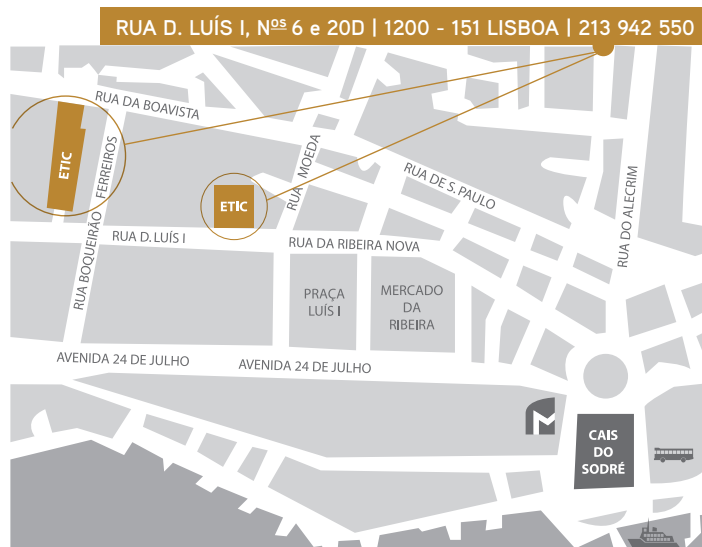 RUA D. LUÍS I, Nos 6 e 20D | 1200 - 151 LISBOA | 213 942 550
RUA DA BOAVISTA
RUA MOEDA
ETIC
RUA BOQUEIRÃO FERREIROS
ETIC
RUA DE S. PAULO
RUA DO ALECRIM
RUA D. LUÍS I
RUA DA RIBEIRA NOVA
PRAÇA
LUÍS I
MERCADO
DA
RIBEIRA
AVENIDA 24 DE JULHO
AVENIDA 24 DE JULHO
CAIS
DO
SODRÉ